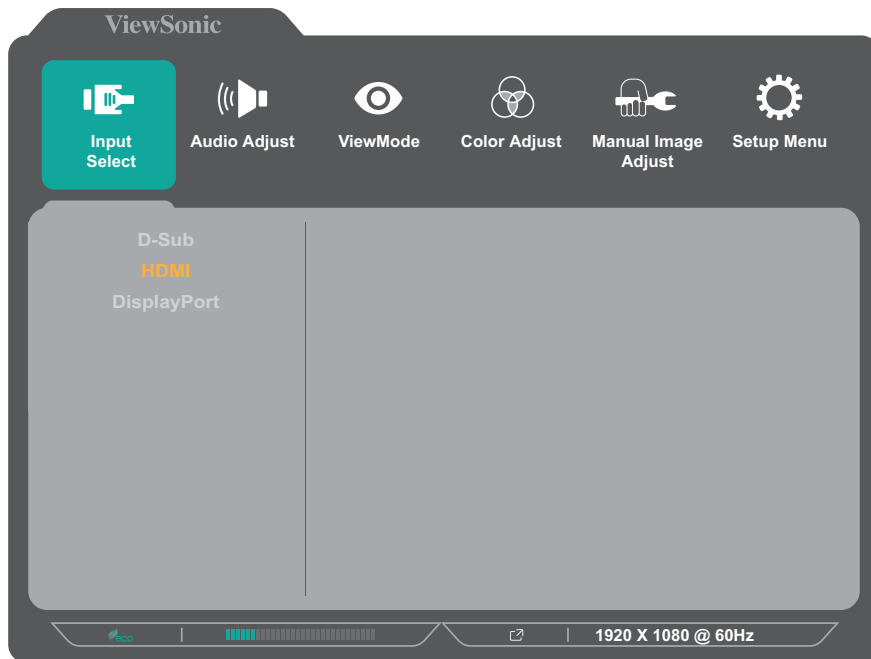 ViewSonic
Input
Select
Audio Adjust
ViewMode
Color Adjust
Manual Image
Adjust
Setup Menu
D-Sub
HDMI
DisplayPort
eco
1920 X 1080 @ 60Hz